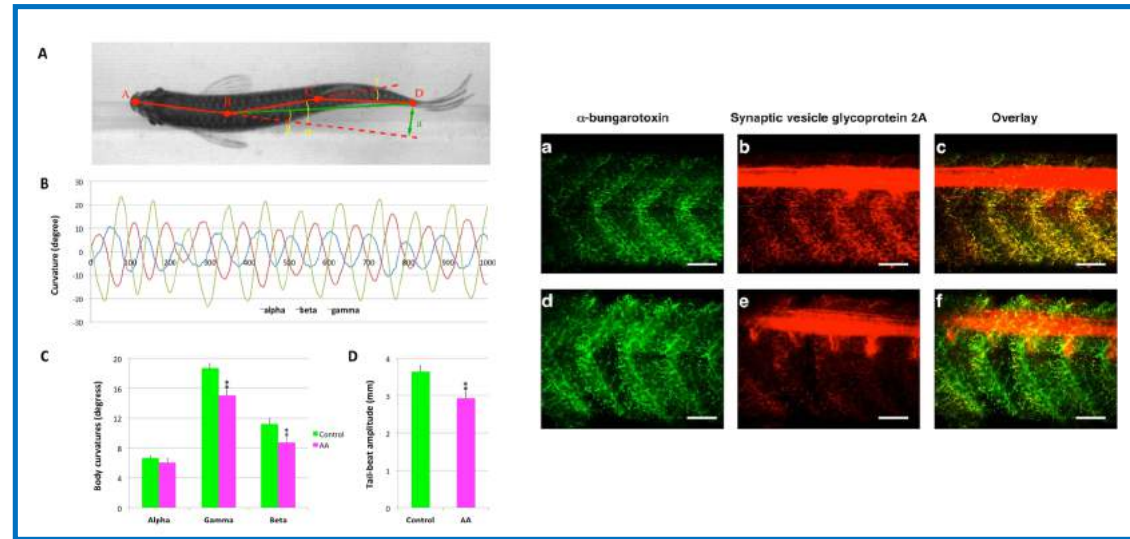 A
A
B
C
D
B
30
20
10
0
-10
-20
-30
0 100 200 300 400 500 600 700 800 900 1000
Curvature (degree)
alpha beta gamma
C
20
16
12
8
4
0
Body curvatures (degress)
**
**
Control
AA
Alpha Gamma Beta
D
4
3
2
1
0
Tail-beat amplitude (mm)
**
Control AA
α-bungarotoxin Synaptic vesicle glycoprotein 2A Overlay
a b c
d e f